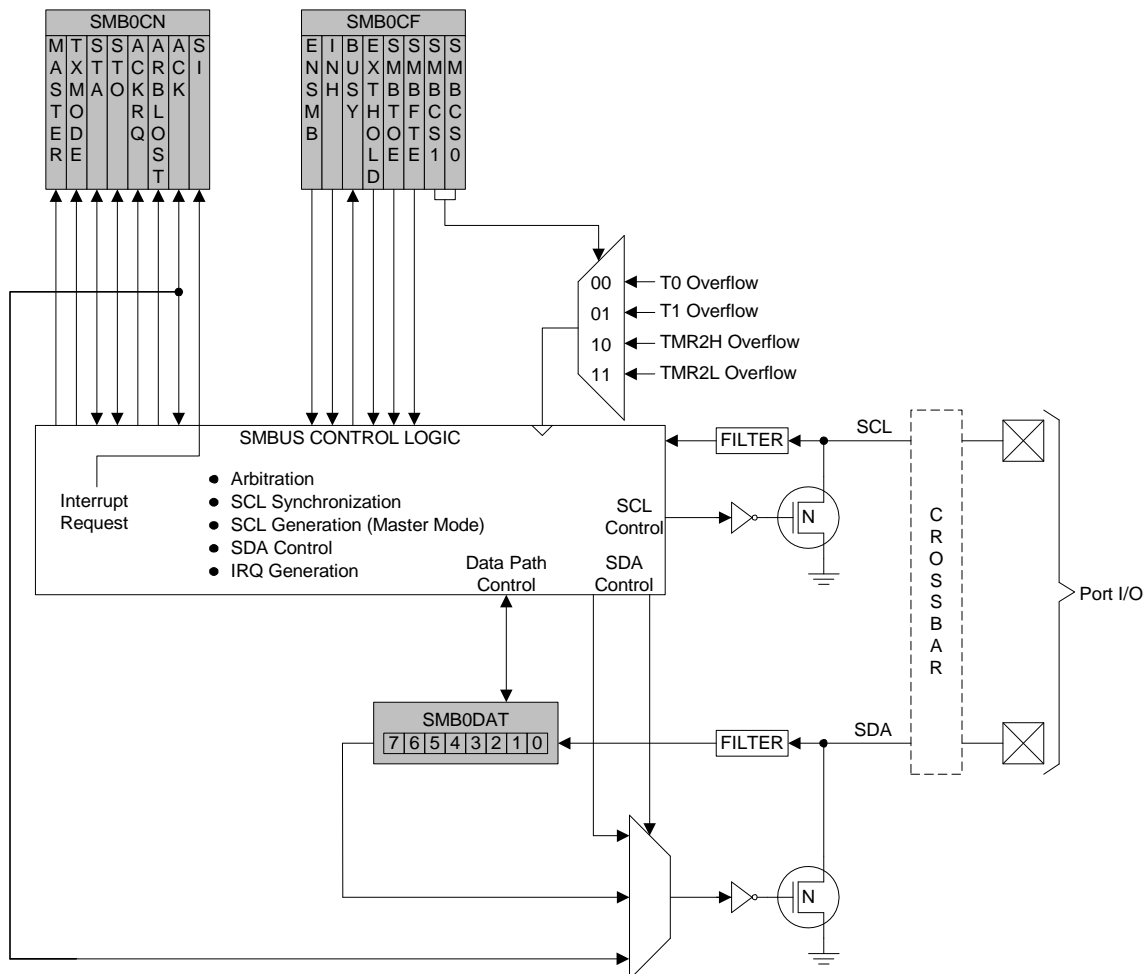 SMB0CN
MASTER
TXMODE
STA
STO
ACKRQ
ARBLOST
ACK
SI
SMB0CF
ENSMB
INH
BUSY
EXTHOLD
SMBTOE
SMBFTE
SMBCS1
SMBCS0
00 T0 Overflow
01 T1 Overflow
10 TMR2H Overflow
11 TMR2L Overflow
SMBUS CONTROL LOGIC
Interrupt
Request
● Arbitration
● SCL Synchronization
● SCL Generation (Master Mode)
● SDA Control
● IRQ Generation
SCL
Control
Data Path
Control
SDA
Control
FILTER
SCL
N
CROSSBAR
Port I/O
SMB0DAT
7 6 5 4 3 2 1 0
FILTER
SDA
N